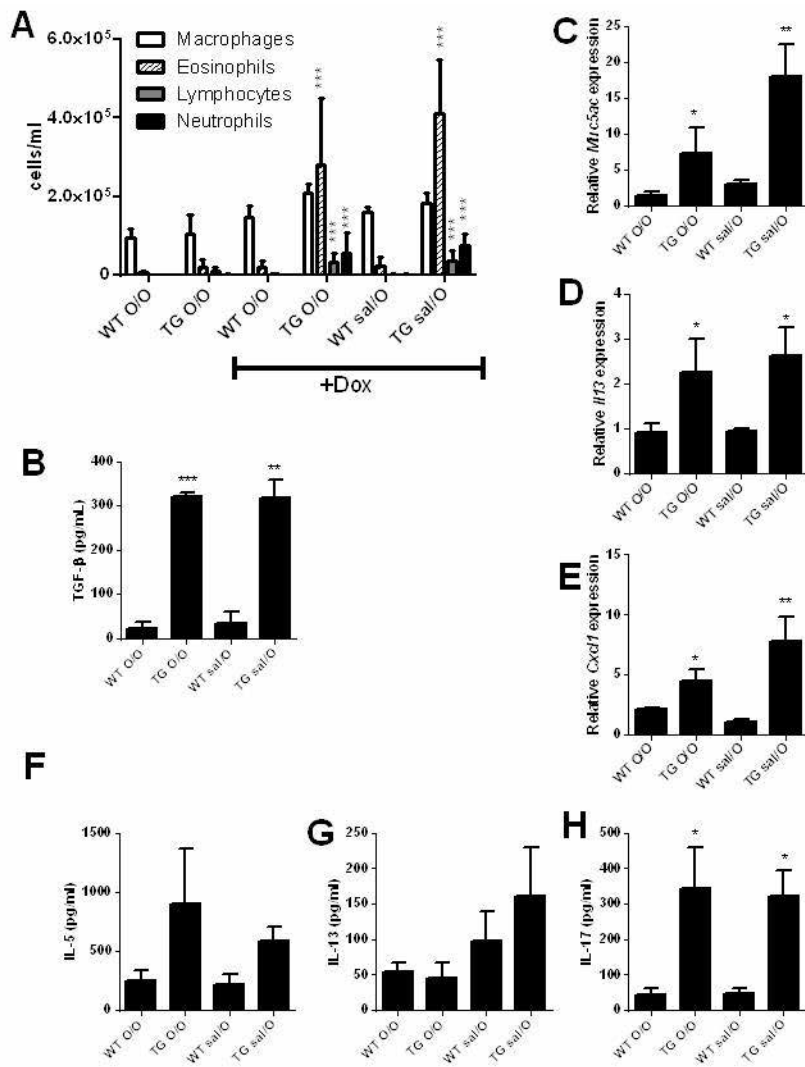 A
6.0×10⁵
4.0×10⁵
2.0×10⁵
0
cells/ml
Macrophages
Eosinophils
Lymphocytes
Neutrophils
***
***
***
***
***
***
WT O/O
TG O/O
WT O/O
TG O/O
WT sal/O
TG sal/O
+Dox
B
400
300
200
100
0
TGF-β (pg/mL)
***
**
WT O/O
TG O/O
WT sal/O
TG sal/O
C
25
20
15
10
5
0
Relative Muc5ac expression
*
**
WT O/O
TG O/O
WT sal/O
TG sal/O
D
4
3
2
1
0
Relative Il13 expression
*
*
WT O/O
TG O/O
WT sal/O
TG sal/O
E
15
10
5
0
Relative Cxcl1 expression
*
**
WT O/O
TG O/O
WT sal/O
TG sal/O
F
1500
1000
500
0
IL-5 (pg/ml)
WT O/O
TG O/O
WT sal/O
TG sal/O
G
250
200
150
100
50
0
IL-13 (pg/ml)
WT O/O
TG O/O
WT sal/O
TG sal/O
H
500
400
300
200
100
0
IL-17 (pg/ml)
*
*
WT O/O
TG O/O
WT sal/O
TG sal/O